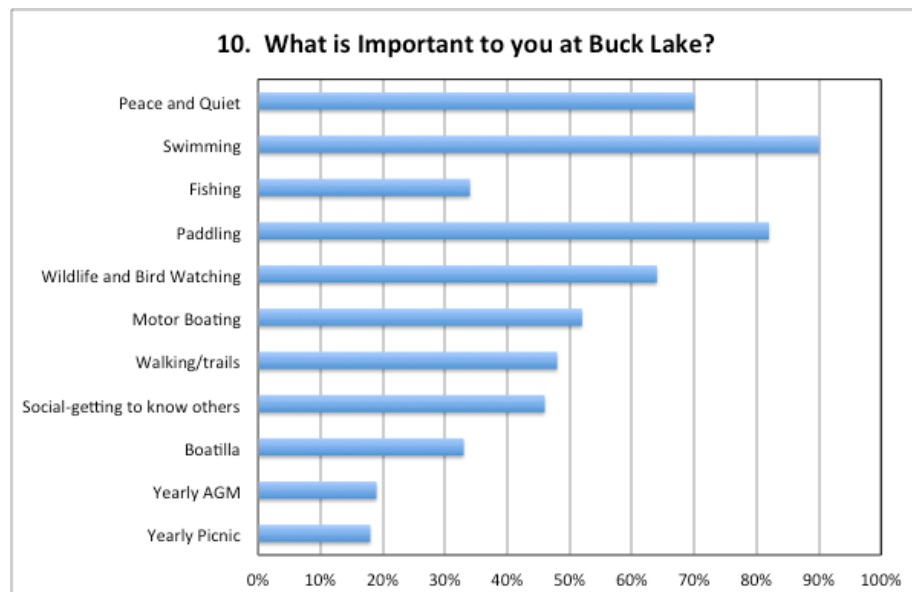 10. What is Important to you at Buck Lake?
Peace and Quiet
Swimming
Fishing
Paddling
Wildlife and Bird Watching
Motor Boating
Walking/trails
Social-getting to know others
Boatilla
Yearly AGM
Yearly Picnic
0% 10% 20% 30% 40% 50% 60% 70% 80% 90% 100%